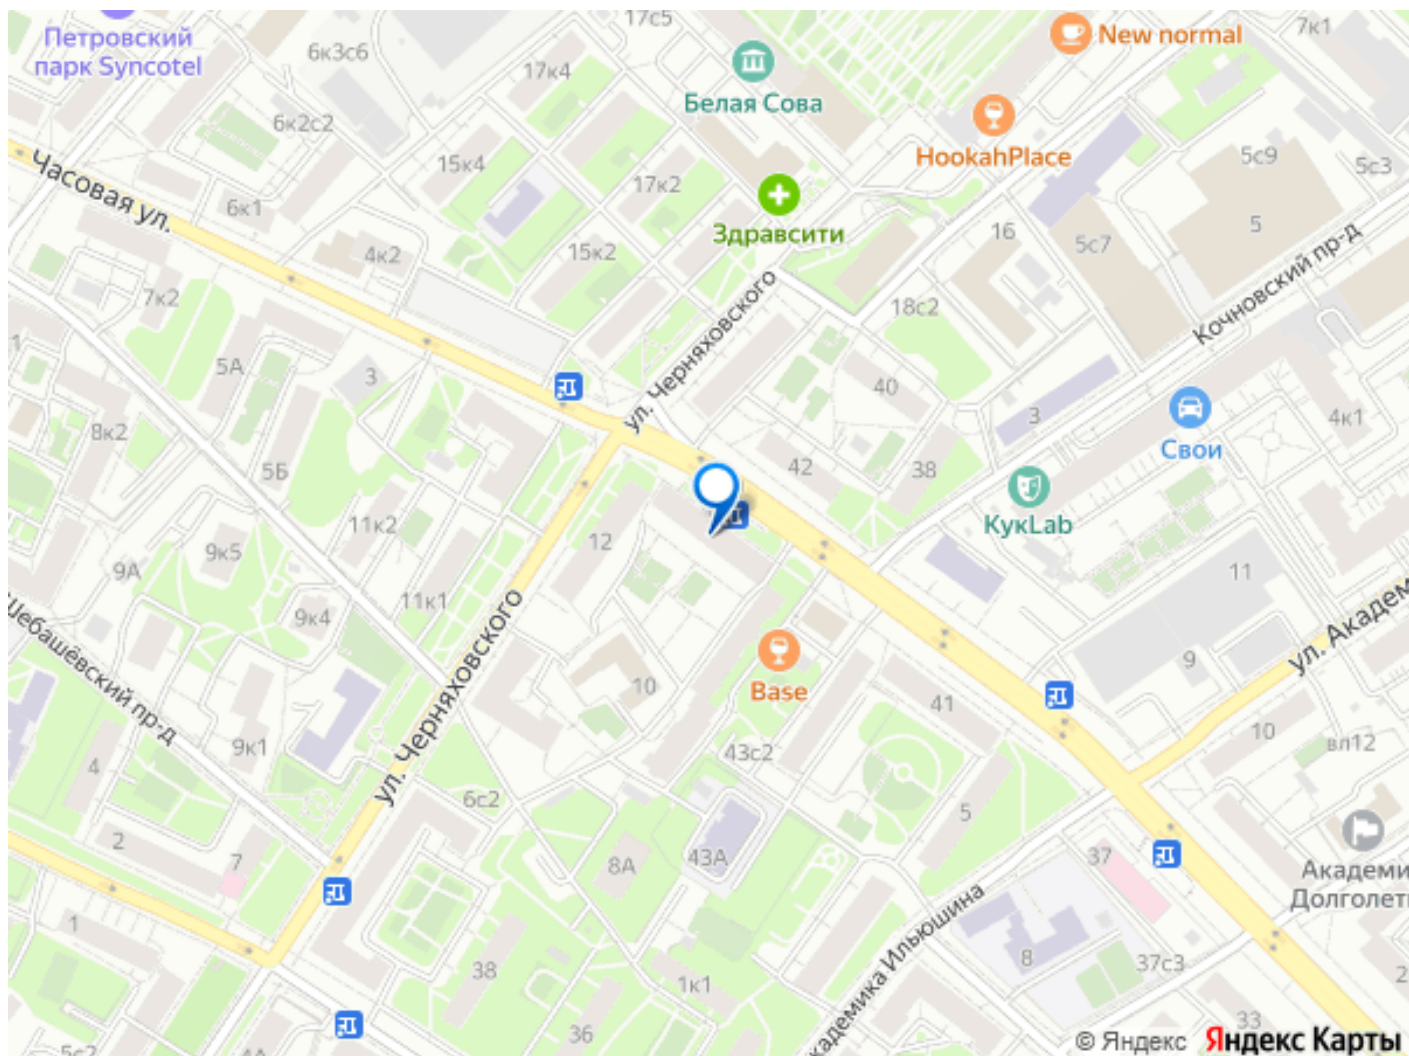 Петровский
парк Syncotel
6к3с6
17с5
17к4
Белая Сова
New normal
7к1
HookahPlace
6к2с2
15к4
17к2
5с9
5с3
Часовая ул.
6к1
Здравсити
16
5с7
5
4к2
15к2
ул. Черняховского
18с2
Кочновский пр-д
7к2
1
5А
3
40
3
4к1
Свои
8к2
5Б
42
38
КукLab
11к2
9к5
9А
12
11к1
9к4
11
ул. Академ
9
Шебашёвский пр-д
ул. Черняховского
10
Base
41
10
вл12
9к1
4
43с2
6с2
5
2
7
8А
43А
37
Академи
Долголет
1
38
8
37с3
1к1
2
кадемика Ильюшина
36
33
5с2
4А
© Яндекс Яндекс Карты